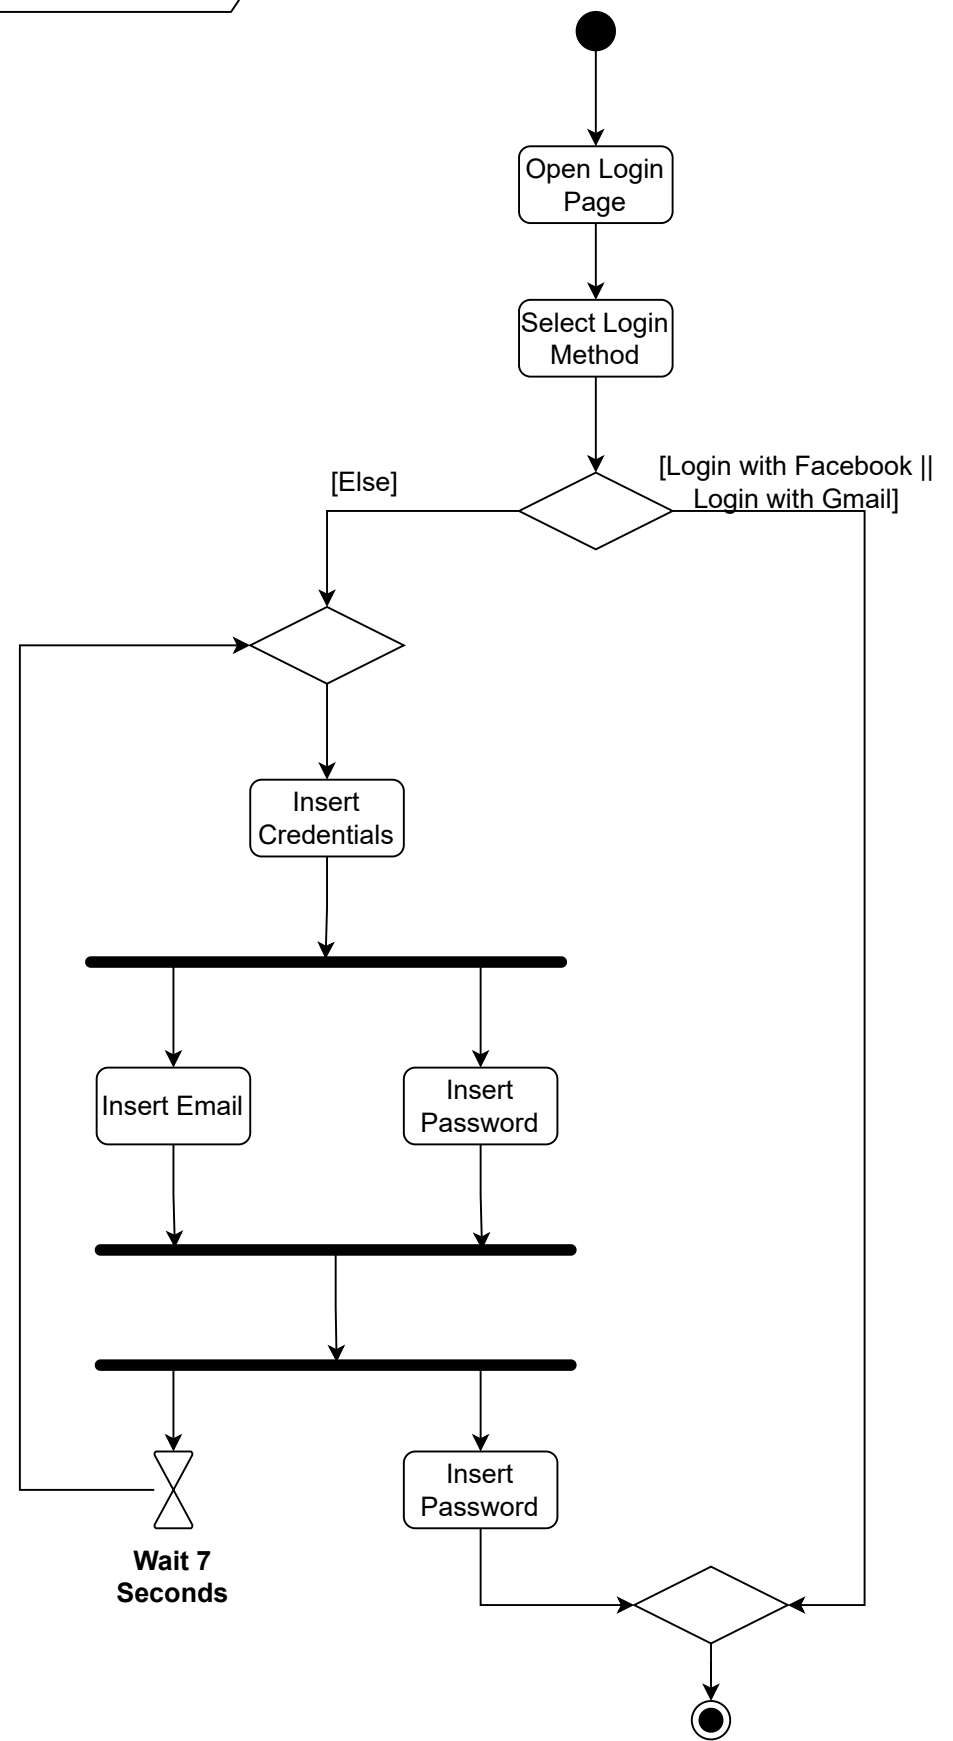 Open Login
Page
Select Login
Method
[Else]
[Login with Facebook ||
Login with Gmail]
Insert
Credentials
Insert Email
Insert
Password
Insert
Password
Wait 7
Seconds